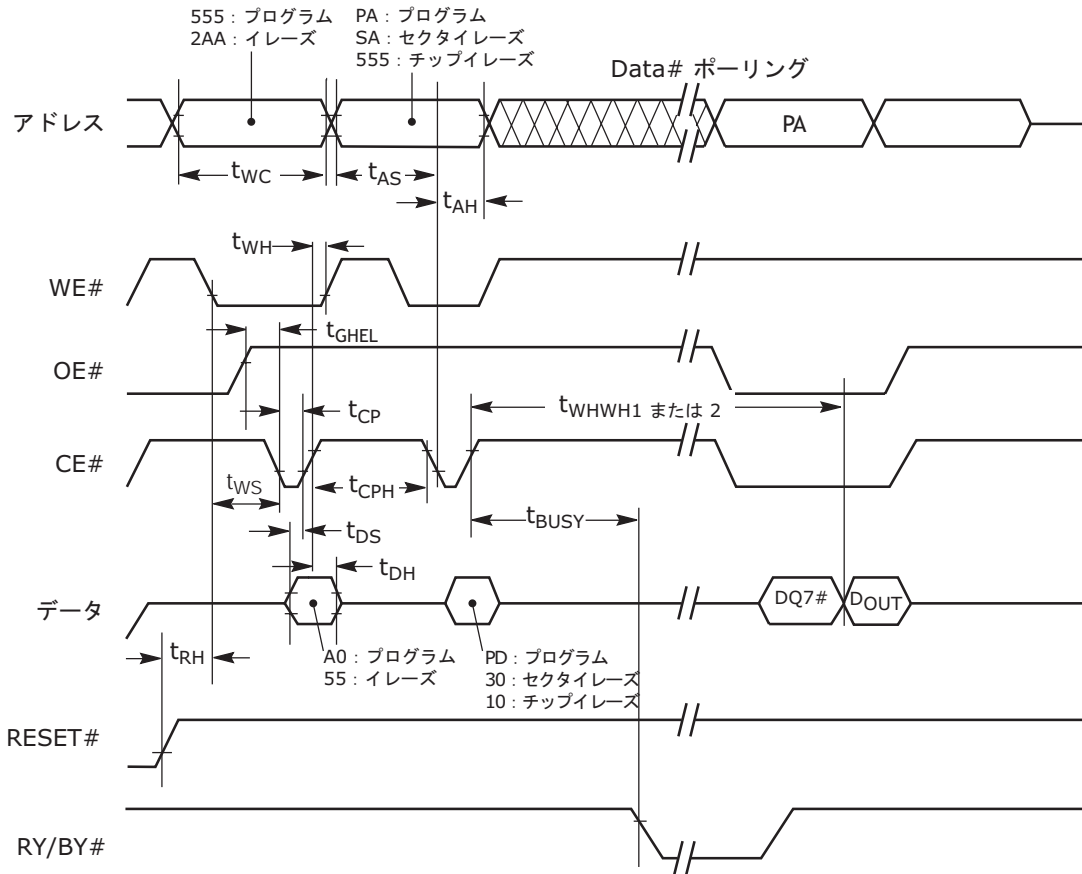 555 : プログラム
2AA : イレーズ
PA : プログラム
SA : セクタイレーズ
555 : チップイレーズ
Data# ポーリング
アドレス
PA
tWC
tAS
tAH
tWH
WE#
tGHEL
OE#
tCP
tWHWH1 または 2
CE#
tWS
tCPH
tBUSY
tDS
tDH
データ
DQ7#
DOUT
tRH
A0 : プログラム
55 : イレーズ
PD : プログラム
30 : セクタイレーズ
10 : チップイレーズ
RESET#
RY/BY#